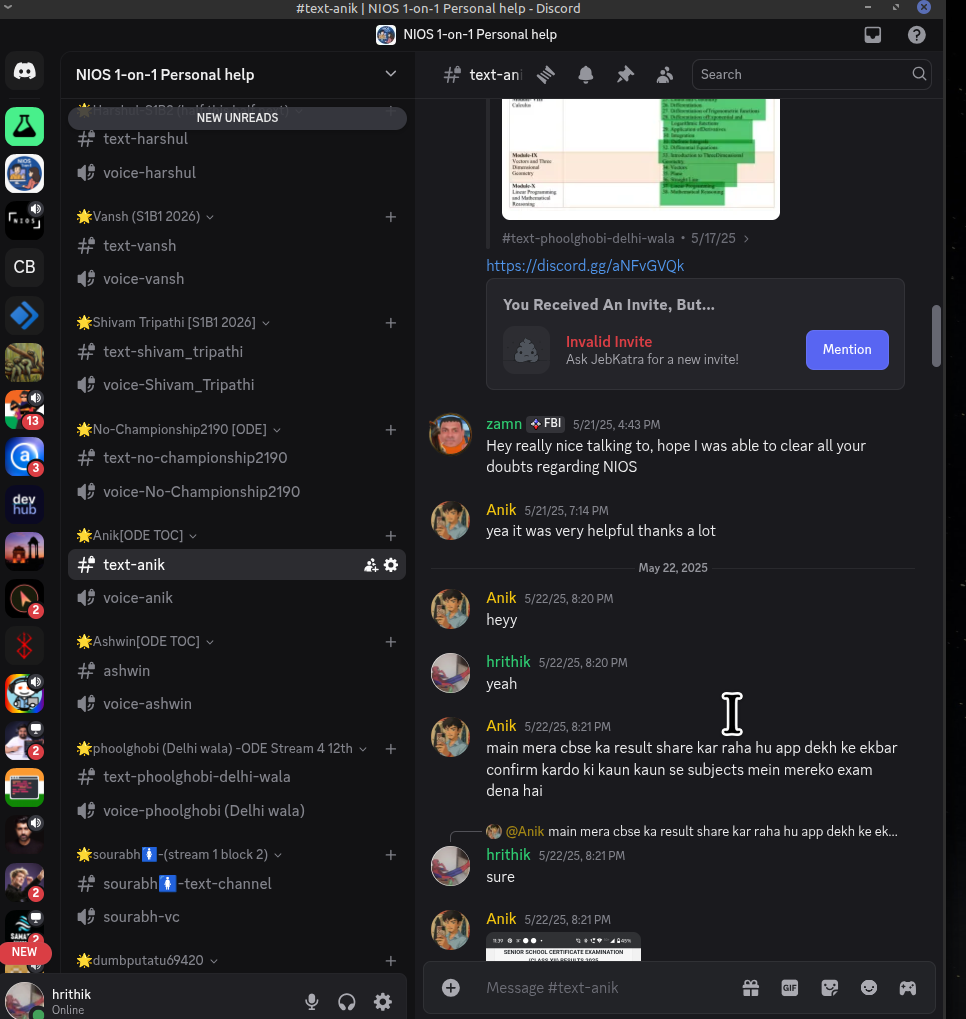 #text-anik | NIOS 1-on-1 Personal help - Discord
NIOS 1-on-1 Personal help
NIOS 1-on-1 Personal help
NEW UNREADS
text-harshul
voice-harshul
🌟Vansh (S1B1 2026)
text-vansh
voice-vansh
🌟Shivam Tripathi [S1B1 2026]
text-shivam_tripathi
voice-Shivam_Tripathi
🌟No-Championship2190 [ODE]
text-no-championship2190
voice-No-Championship2190
🌟Anik[ODE TOC]
text-anik
voice-anik
🌟Ashwin[ODE TOC]
ashwin
voice-ashwin
🌟phoolghobi (Delhi wala) -ODE Stream 4 12th
text-phoolghobi-delhi-wala
voice-phoolghobi (Delhi wala)
🌟sourabh🚺-(stream 1 block 2)
sourabh🚺-text-channel
sourabh-vc
🌟dumbputatu69420
NIOS
CB
13
a
3
dev
hub
2
2
2
2
NEW
hrithik
Online
text-ani
Search
Calculus
Module-IX
Vectors and Three
Dimensional
Geometry
Module-X
Linear Programming
and Mathematical
Reasoning
#text-phoolghobi-delhi-wala • 5/17/25 ›
https://discord.gg/aNFvGVQk
You Received An Invite, But...
Invalid Invite
Ask JebKatra for a new invite!
Mention
zamn FBI 5/21/25, 4:43 PM
Hey really nice talking to, hope I was able to clear all your
doubts regarding NIOS
Anik 5/21/25, 7:14 PM
yea it was very helpful thanks a lot
May 22, 2025
Anik 5/22/25, 8:20 PM
heyy
hrithik 5/22/25, 8:20 PM
yeah
Anik 5/22/25, 8:21 PM
main mera cbse ka result share kar raha hu app dekh ke ekbar
confirm kardo ki kaun kaun se subjects mein mereko exam
dena hai
@Anik main mera cbse ka result share kar raha hu app dekh ke ek...
hrithik 5/22/25, 8:21 PM
sure
Anik 5/22/25, 8:21 PM
SENIOR SCHOOL CERTIFICATE EXAMINATION
Message #text-anik
GIF